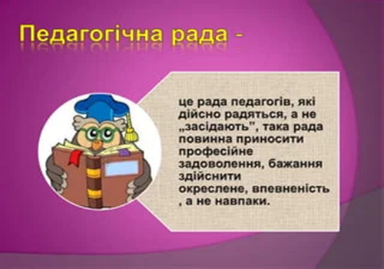 Педагогічна рада -
це рада педагогів, які
дійсно радяться, а не
„засідають”, така рада
повинна приносити
професійне
задоволення, бажання
здійснити
окреслене, впевненість
, а не навпаки.